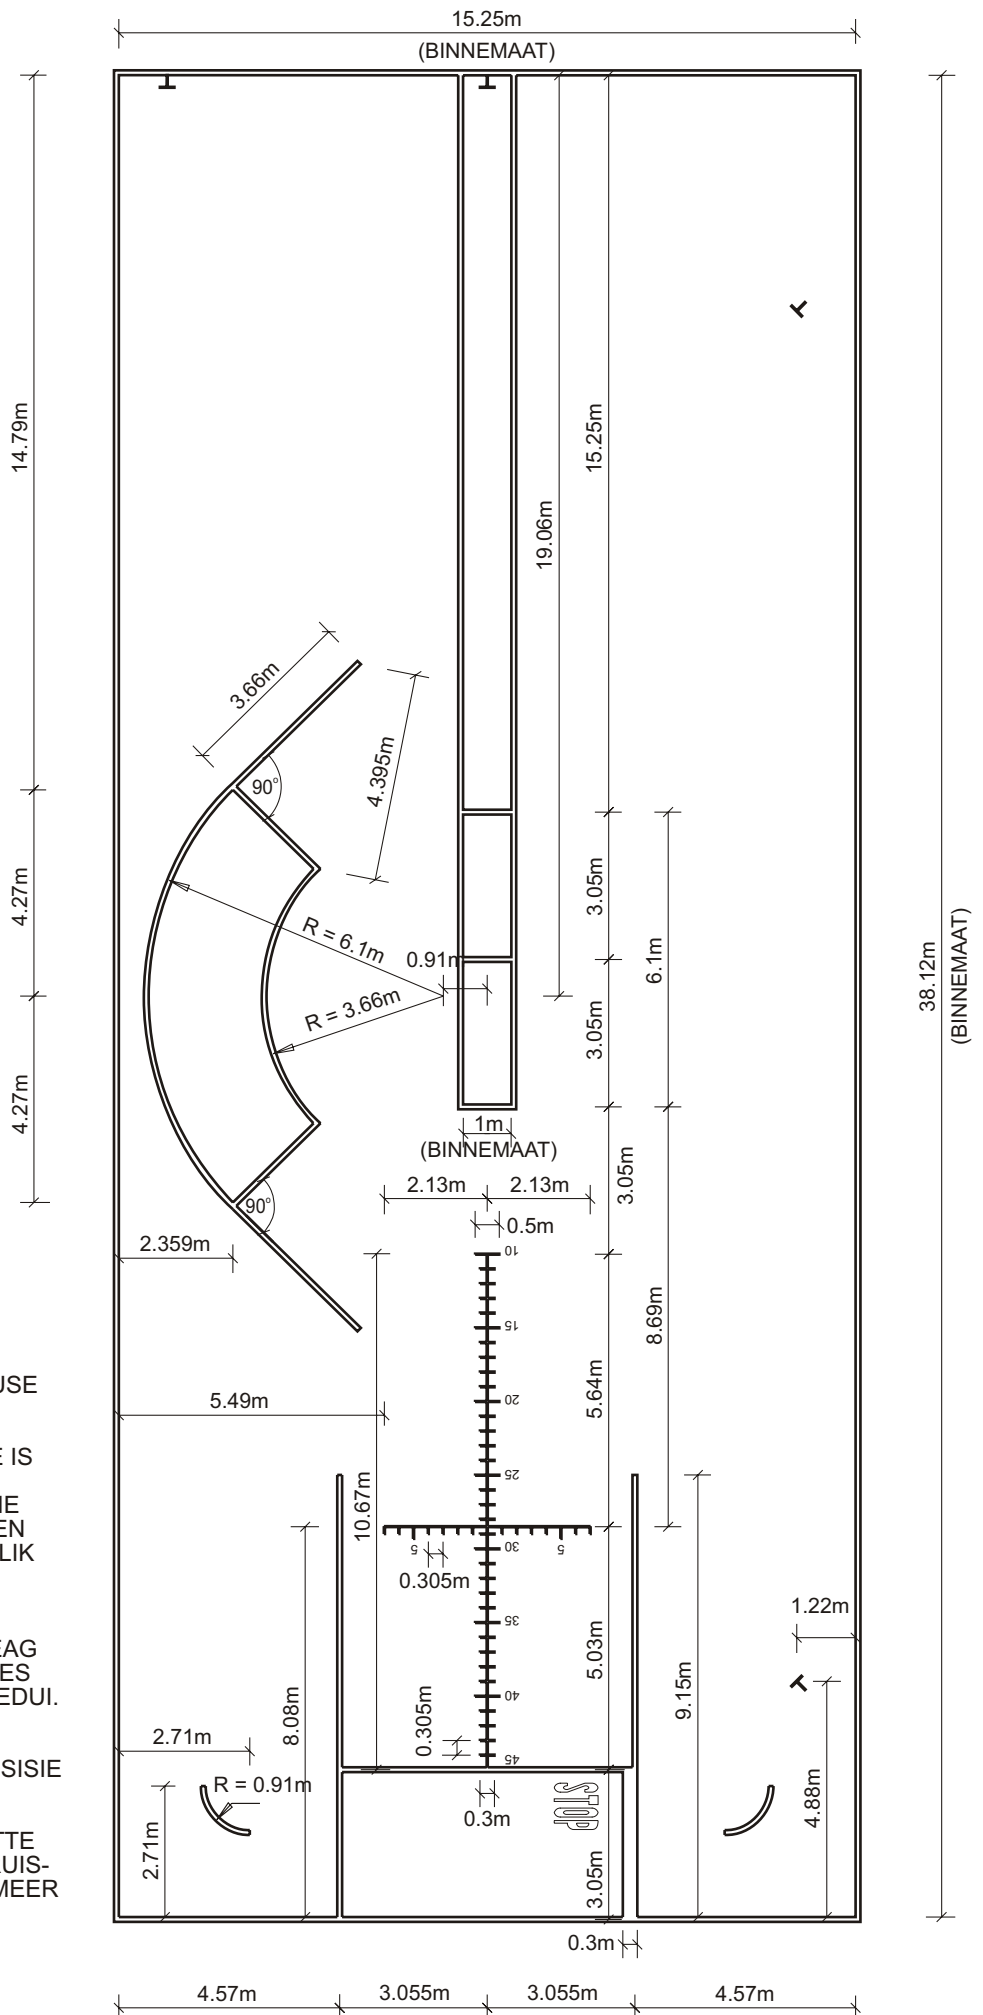 15.25m
(BINNEMAAT)
14.79m
15.25m
19.06m
3.66m
4.395m
90°
4.27m
3.05m
R = 6.1m
0.91m
6.1m
38.12m
(BINNEMAAT)
R = 3.66m
3.05m
4.27m
1m
(BINNEMAAT)
3.05m
2.13m
2.13m
90°
0.5m
2.359m
10
8.69m
15
USE
5.49m
20
5.64m
E IS
25
10.67m
IE
EN
LIK
5
30
5
0.305m
1.22m
35
EAG
ES
EDUI.
5.03m
9.15m
40
8.08m
0.305m
2.71m
45
SISIE
R = 0.91m
STOP
0.3m
4.88m
TTE
UIS-
MEER
2.71m
3.05m
0.3m
4.57m
3.055m
3.055m
4.57m